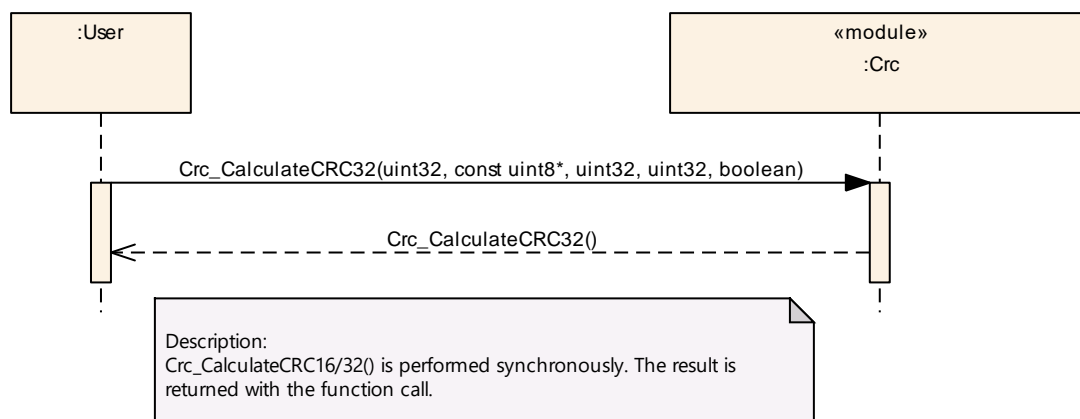 :User
«module»
:Crc
Crc_CalculateCRC32(uint32, const uint8*, uint32, uint32, boolean)
Crc_CalculateCRC32()
Description:
Crc_CalculateCRC16/32() is performed synchronously. The result is
returned with the function call.